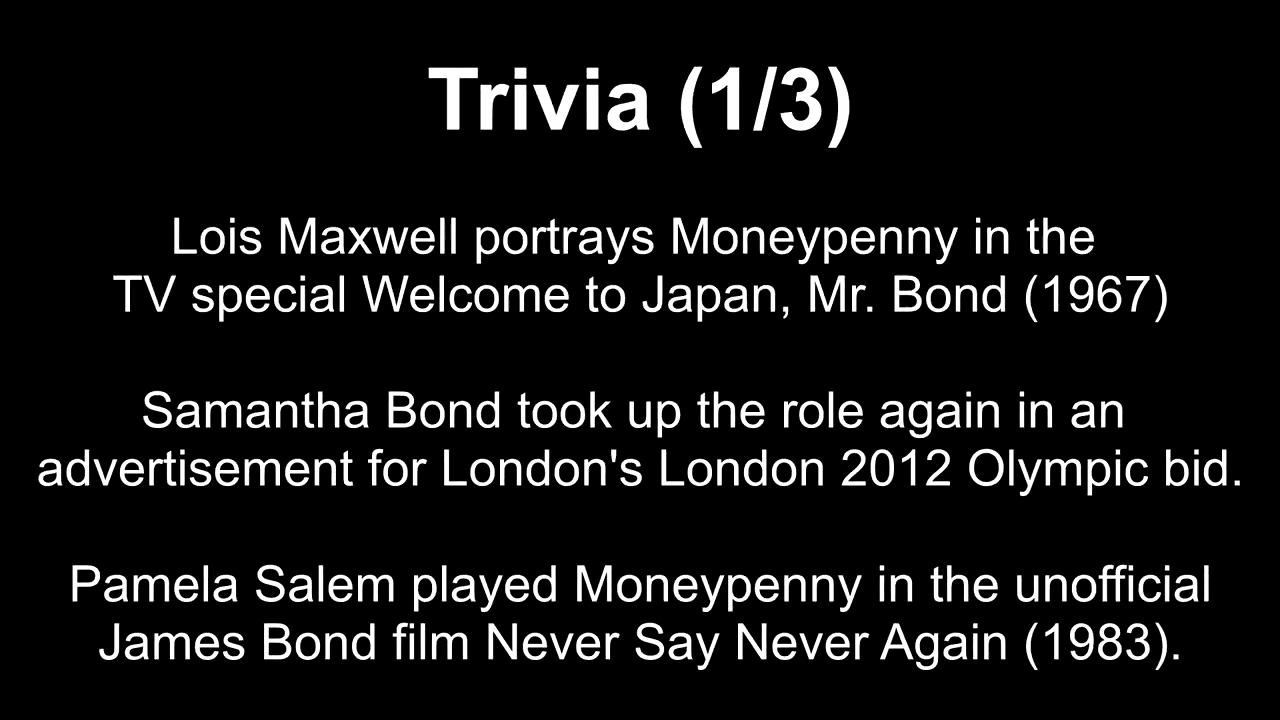 Trivia (1/3)
Lois Maxwell portrays Moneypenny in the
TV special Welcome to Japan, Mr. Bond (1967)
Samantha Bond took up the role again in an
advertisement for London's London 2012 Olympic bid.
Pamela Salem played Moneypenny in the unofficial
James Bond film Never Say Never Again (1983).